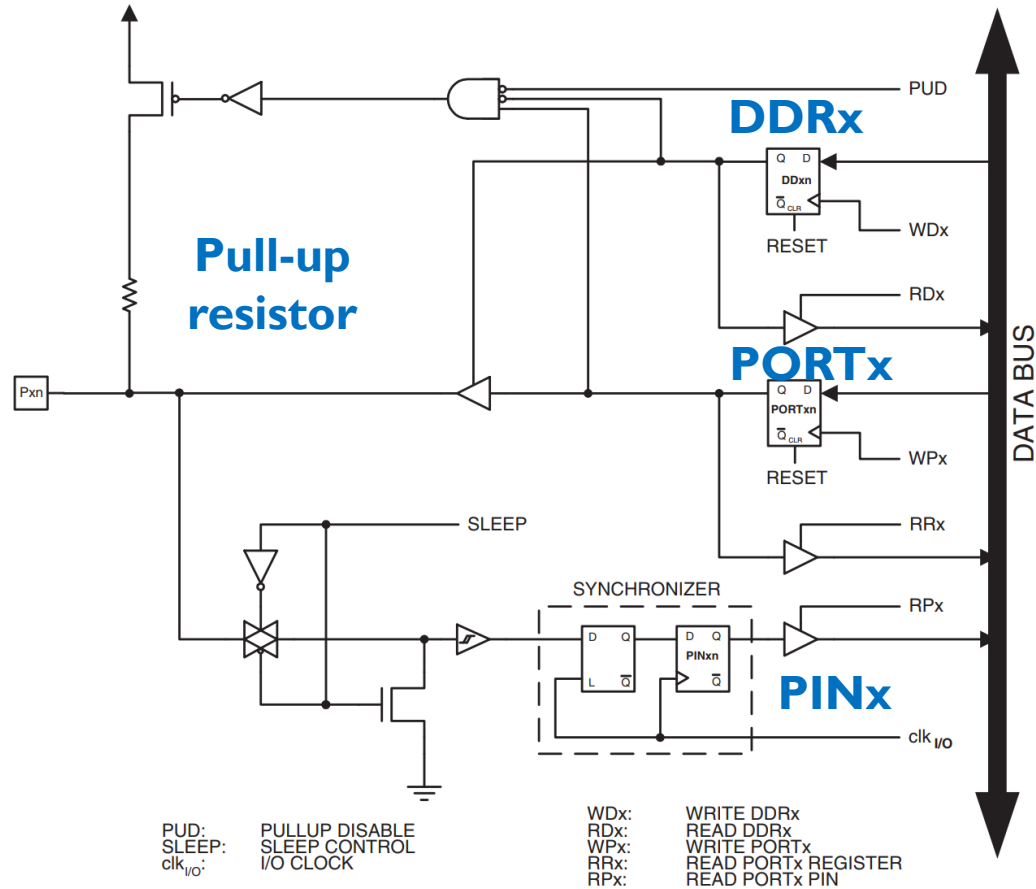 PUD
DDRx
Q D
DDxn
Q CLR
WDx
RESET
Pull-up
resistor
RDx
PORTx
Pxn
Q D
PORTxn
Q CLR
WPx
RESET
DATA BUS
SLEEP
RRx
SYNCHRONIZER
RPx
D Q
D Q
PINxn
L Q
Q
PINx
clk I/O
PUD: PULLUP DISABLE
SLEEP: SLEEP CONTROL
clkI/O: I/O CLOCK
WDx: WRITE DDRx
RDx: READ DDRx
WPx: WRITE PORTx
RRx: READ PORTx REGISTER
RPx: READ PORTx PIN